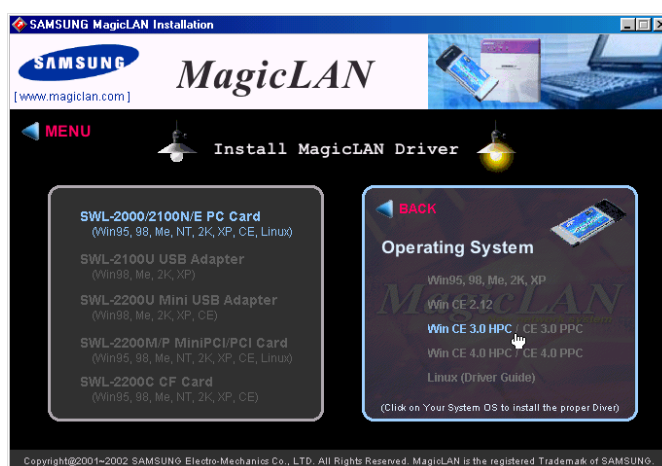 SAMSUNG MagicLAN Installation
SAMSUNG
MagicLAN
[ www.magiclan.com ]
MENU
Install MagicLAN Driver
SWL-2000/2100N/E PC Card
(Win95, 98, Me, NT, 2K, XP, CE, Linux)
SWL-2100U USB Adapter
(Win98, Me, 2K, XP)
SWL-2200U Mini USB Adapter
(Win98, Me, 2K, XP, CE)
SWL-2200M/P MiniPCI/PCI Card
(Win95, 98, Me, NT, 2K, XP, CE, Linux)
SWL-2200C CF Card
(Win95, 98, Me, NT, 2K, XP, CE)
BACK
Operating System
Win95, 98, Me, 2K, XP
Win CE 2.12
MagicLAN
Win CE 3.0 HPC / CE 3.0 PPC
Win CE 4.0 HPC / CE 4.0 PPC
Linux (Driver Guide)
(Click on Your System OS to install the proper Diver)
Copyright@2001~2002 SAMSUNG Electro-Mechanics Co., LTD. All Rights Reserved. MagicLAN is the registered Trademark of SAMSUNG.